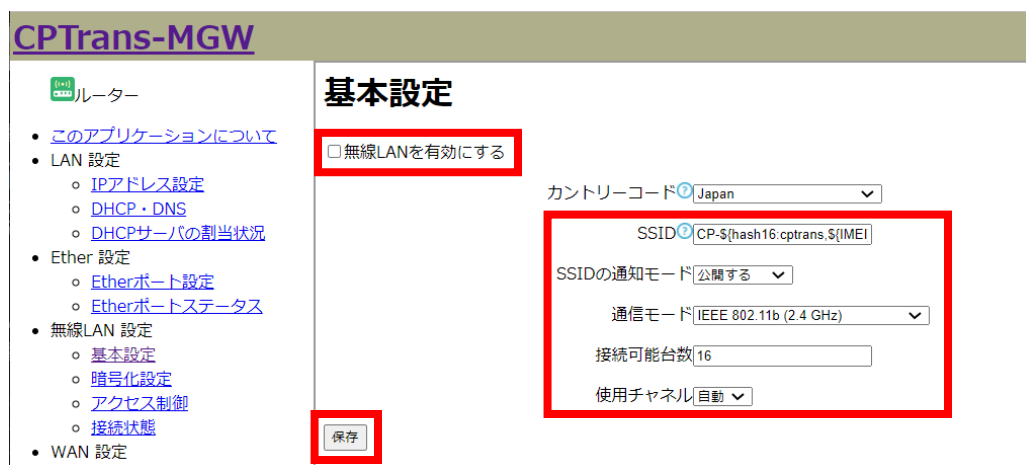 CPTrans-MGW
ルーター
このアプリケーションについて
LAN 設定
IPアドレス設定
DHCP・DNS
DHCPサーバの割当状況
Ether 設定
Etherポート設定
Etherポートステータス
無線LAN 設定
基本設定
暗号化設定
アクセス制御
接続状態
WAN 設定
基本設定
無線LANを有効にする
カントリーコード?Japan
SSID?CP-${hash16:cptrans,${IMEI
SSIDの通知モード公開する
通信モードIEEE 802.11b (2.4 GHz)
接続可能台数16
使用チャネル自動
保存